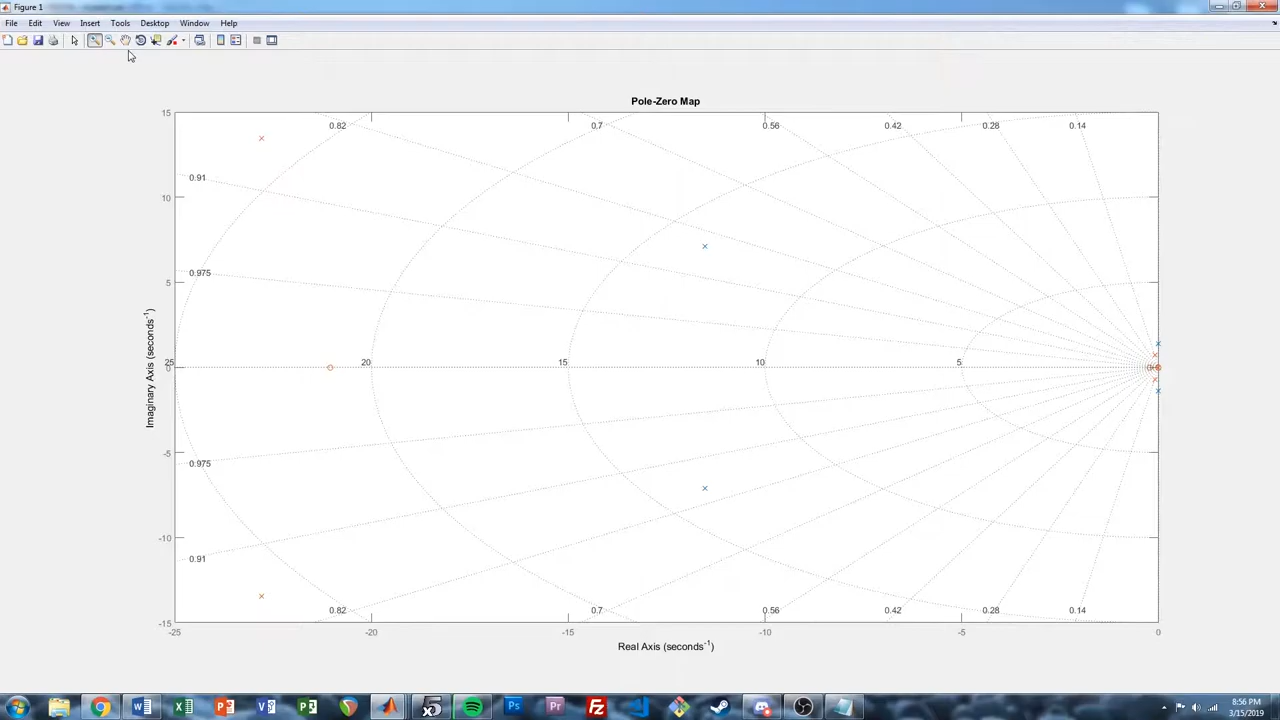 Figure 1
File Edit View Insert Tools Desktop Window Help
Pole-Zero Map
15
0.82 0.7 0.56 0.42 0.28 0.14
0.91
10
0.975
5
Imaginary Axis (seconds⁻¹)
25 20 15 10 5
0
-5
0.975
-10
0.91
0.82 0.7 0.56 0.42 0.28 0.14
-15
-25 -20 -15 -10 -5 0
Real Axis (seconds⁻¹)
8:56 PM
3/15/2019